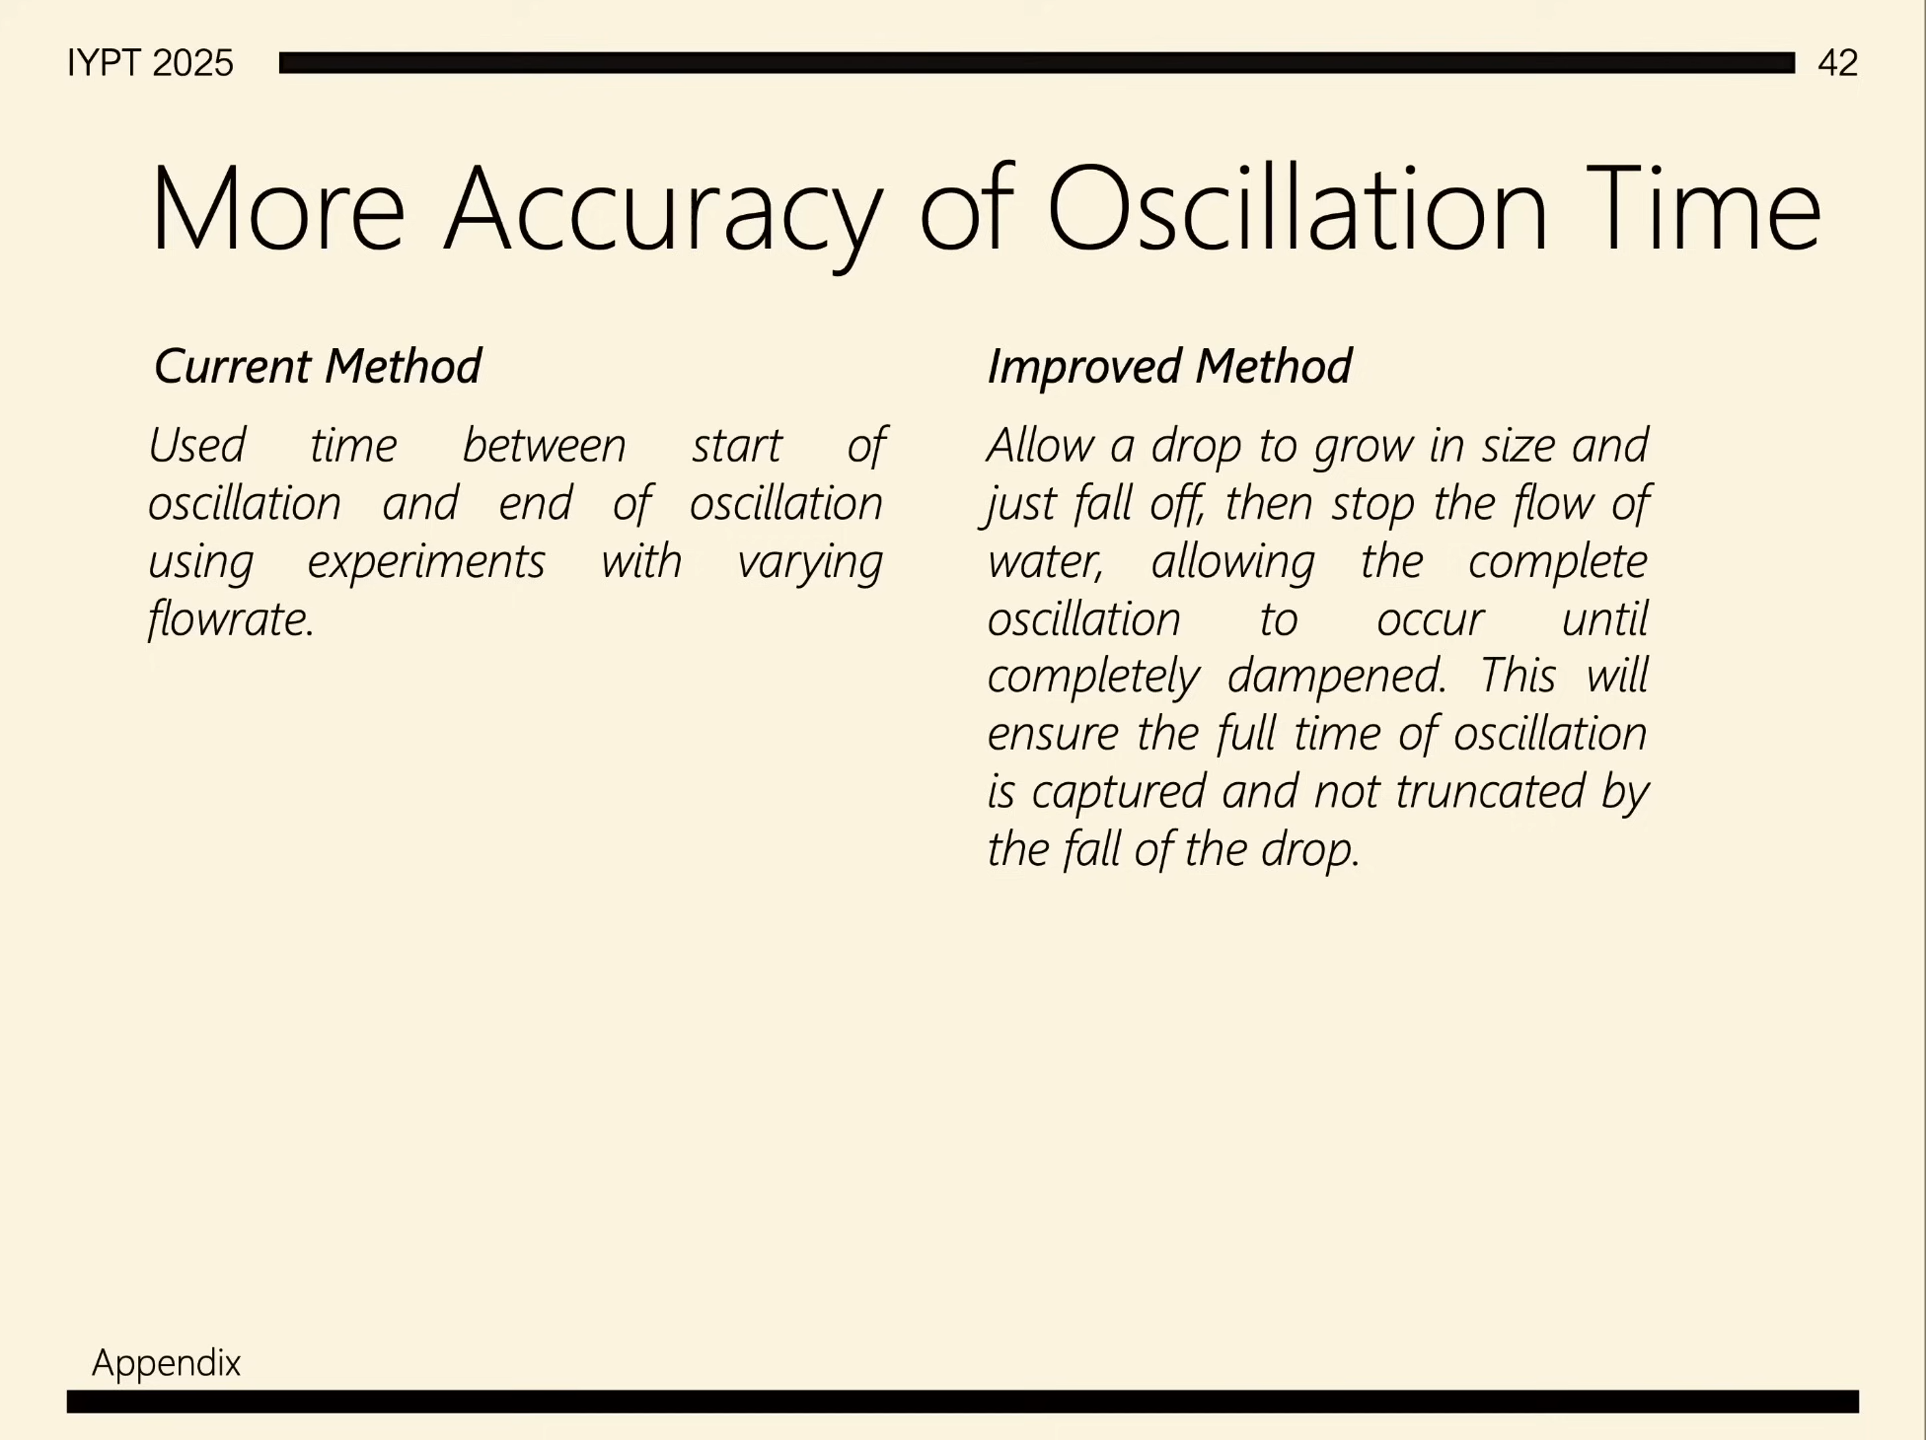 IYPT 2025
42
More Accuracy of Oscillation Time
Current Method
Used time between start of
oscillation and end of oscillation
using experiments with varying
flowrate.
Improved Method
Allow a drop to grow in size and
just fall off, then stop the flow of
water, allowing the complete
oscillation to occur until
completely dampened. This will
ensure the full time of oscillation
is captured and not truncated by
the fall of the drop.
Appendix